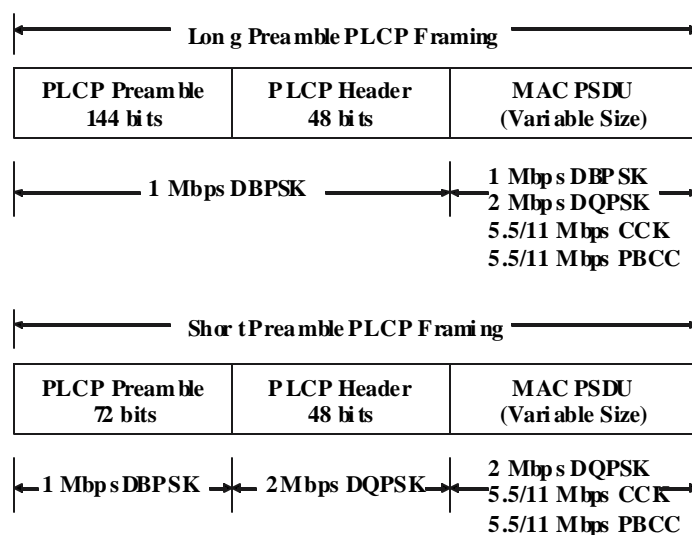 Long Preamble PLCP Framing
PLCP Preamble
144 bits
PLCP Header
48 bits
MAC PSDU
(Variable Size)
1 Mbps DBPSK
1 Mbps DBPSK
2 Mbps DQPSK
5.5/11 Mbps CCK
5.5/11 Mbps PBCC
Short Preamble PLCP Framing
PLCP Preamble
72 bits
PLCP Header
48 bits
MAC PSDU
(Variable Size)
1 Mbps DBPSK
2 Mbps DQPSK
2 Mbps DQPSK
5.5/11 Mbps CCK
5.5/11 Mbps PBCC